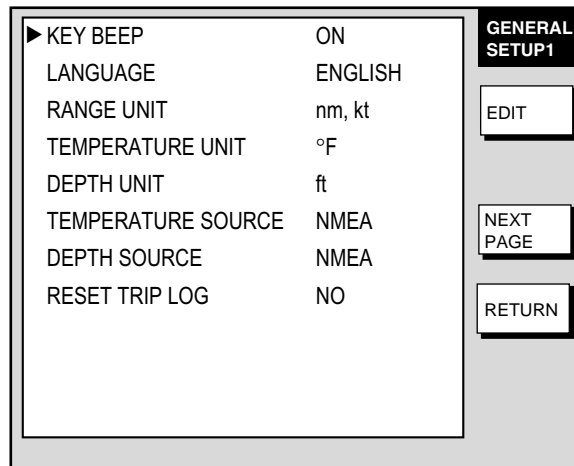 KEY BEEP ON
LANGUAGE ENGLISH
RANGE UNIT nm, kt
TEMPERATURE UNIT °F
DEPTH UNIT ft
TEMPERATURE SOURCE NMEA
DEPTH SOURCE NMEA
RESET TRIP LOG NO
GENERAL
SETUP1
EDIT
NEXT
PAGE
RETURN